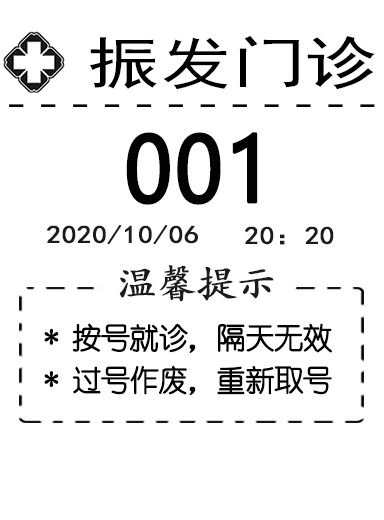 振发门诊
001
2020/10/06 20：20
温馨提示
* 按号就诊，隔天无效
* 过号作废，重新取号